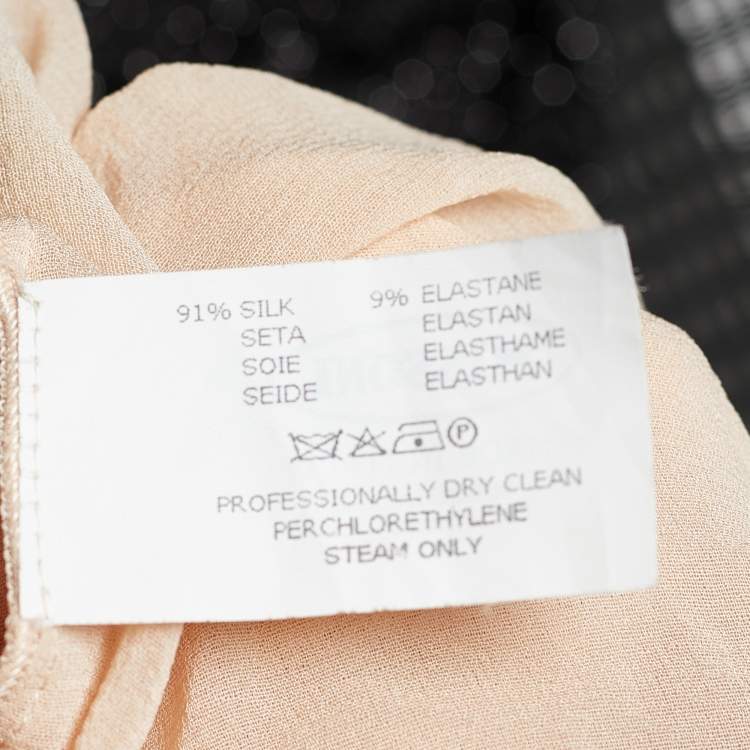 91% SILK 9% ELASTANE
SETA ELASTAN
SOIE ELASTHAME
SEIDE ELASTHAN
P
PROFESSIONALLY DRY CLEAN
PERCHLORETHYLENE
STEAM ONLY